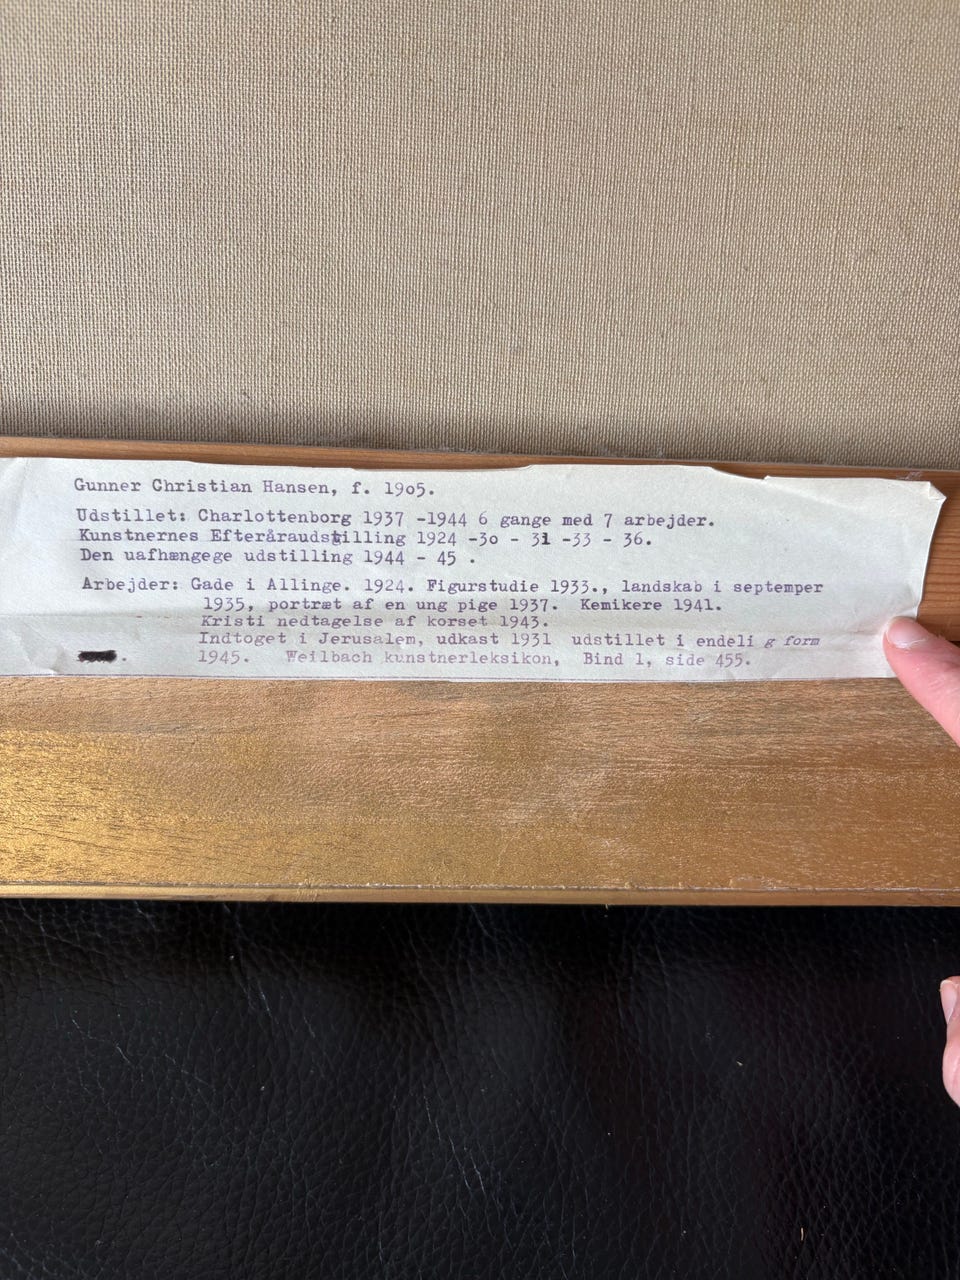 Gunner Christian Hansen, f. 1905.
Udstillet: Charlottenborg 1937 -1944 6 gange med 7 arbejder.
Kunstnernes Efteråraudstilling 1924 -30 - 31 -33 - 36.
Den uafhængege udstilling 1944 - 45 .
Arbejder: Gade i Allinge. 1924. Figurstudie 1933., landskab i septemper
1935, portræt af en ung pige 1937. Kemikere 1941.
Kristi nedtagelse af korset 1943.
Indtoget i Jerusalem, udkast 1931 udstillet i endeli g form
1945. Weilbach kunstnerleksikon, Bind 1, side 455.